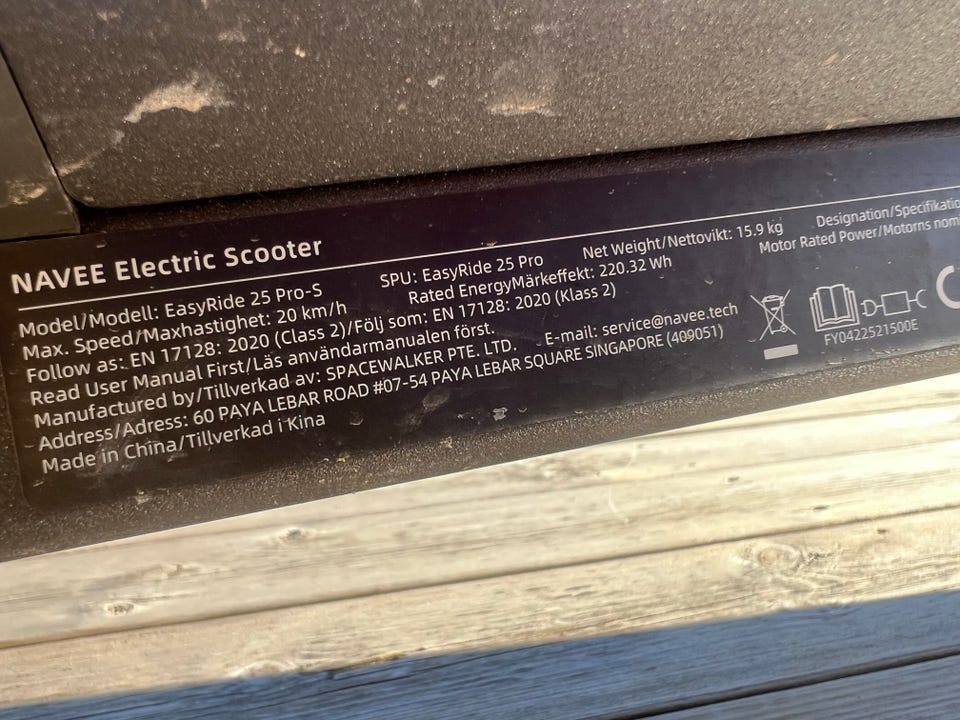 NAVEE Electric Scooter
Model/Modell: EasyRide 25 Pro-S SPU: EasyRide 25 Pro Net Weight/Nettovikt: 15.9 kg Designation/Specifikatio
Max. Speed/Maxhastighet: 20 km/h Rated EnergyMärkeffekt: 220.32 Wh Motor Rated Power/Motorns nom
Follow as: EN 17128: 2020 (Class 2)/Följ som: EN 17128: 2020 (Klass 2)
Read User Manual First/Läs användarmanualen först.
Manufactured by/Tillverkad av: SPACEWALKER PTE. LTD. E-mail: service@navee.tech
Address/Adress: 60 PAYA LEBAR ROAD #07-54 PAYA LEBAR SQUARE SINGAPORE (409051)
Made in China/Tillverkad i Kina
FY0422521500E